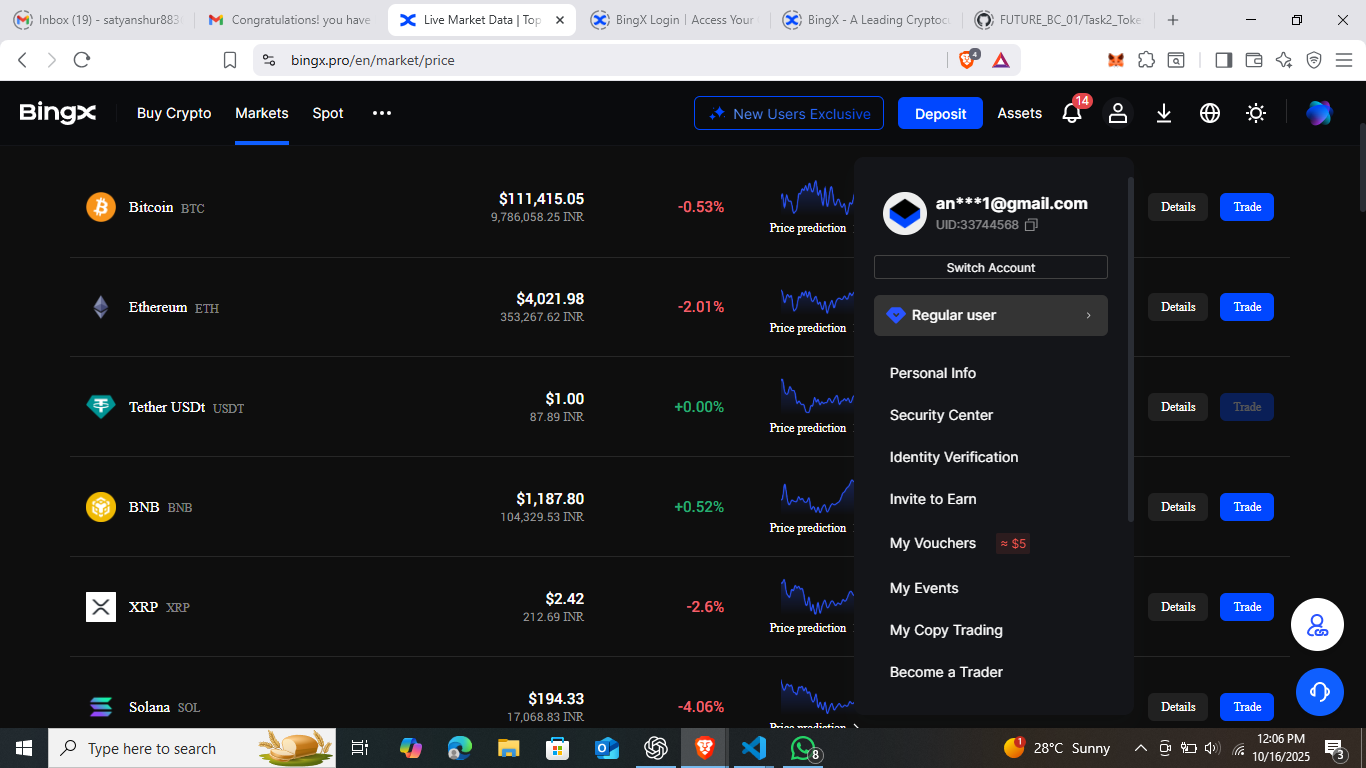 Inbox (19) - satyanshur883
Congratulations! you have
Live Market Data | Top
BingX Login | Access Your
BingX - A Leading Cryptocu
FUTURE_BC_01/Task2_Toke
bingx.pro/en/market/price
4
BingX
Buy Crypto
Markets
Spot
New Users Exclusive
Deposit
Assets
14
Bitcoin BTC
$111,415.05
9,786,058.25 INR
-0.53%
Price prediction
Details
Trade
Ethereum ETH
$4,021.98
353,267.62 INR
-2.01%
Price prediction
Details
Trade
Tether USDt USDT
$1.00
87.89 INR
+0.00%
Price prediction
Details
Trade
BNB BNB
$1,187.80
104,329.53 INR
+0.52%
Price prediction
Details
Trade
XRP XRP
$2.42
212.69 INR
-2.6%
Price prediction
Details
Trade
Solana SOL
$194.33
17,068.83 INR
-4.06%
Price prediction
Details
Trade
an***1@gmail.com
UID:33744568
Switch Account
Regular user
Personal Info
Security Center
Identity Verification
Invite to Earn
My Vouchers ≈ $5
My Events
My Copy Trading
Become a Trader
Type here to search
8
1
28°C Sunny
12:06 PM
10/16/2025
3